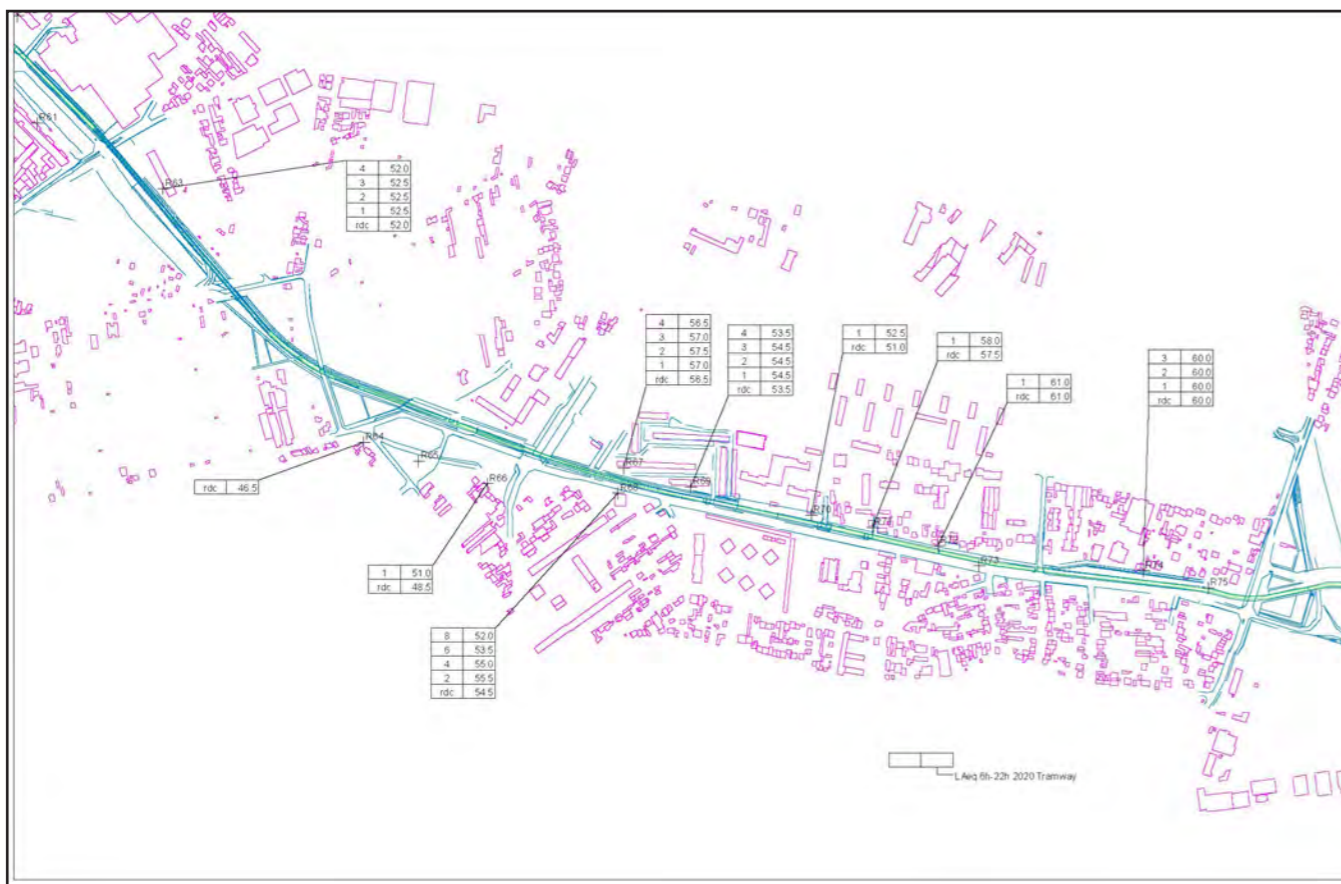 R61
R63
4 52.0
3 52.5
2 52.5
1 52.5
rdc 52.0
4 56.5
3 57.0
2 57.5
1 57.0
rdc 56.5
4 53.5
3 54.5
2 54.5
1 54.5
rdc 53.5
1 52.5
rdc 51.0
1 58.0
rdc 57.5
1 61.0
rdc 61.0
3 60.0
2 60.0
1 60.0
rdc 60.0
R64
R65
R66
R67
R68
R69
R70
R72
R73
R74
R75
rdc 46.5
1 51.0
rdc 48.5
8 52.0
6 53.5
4 55.0
2 55.5
rdc 54.5
LAeq 6h-22h 2020 Tramway